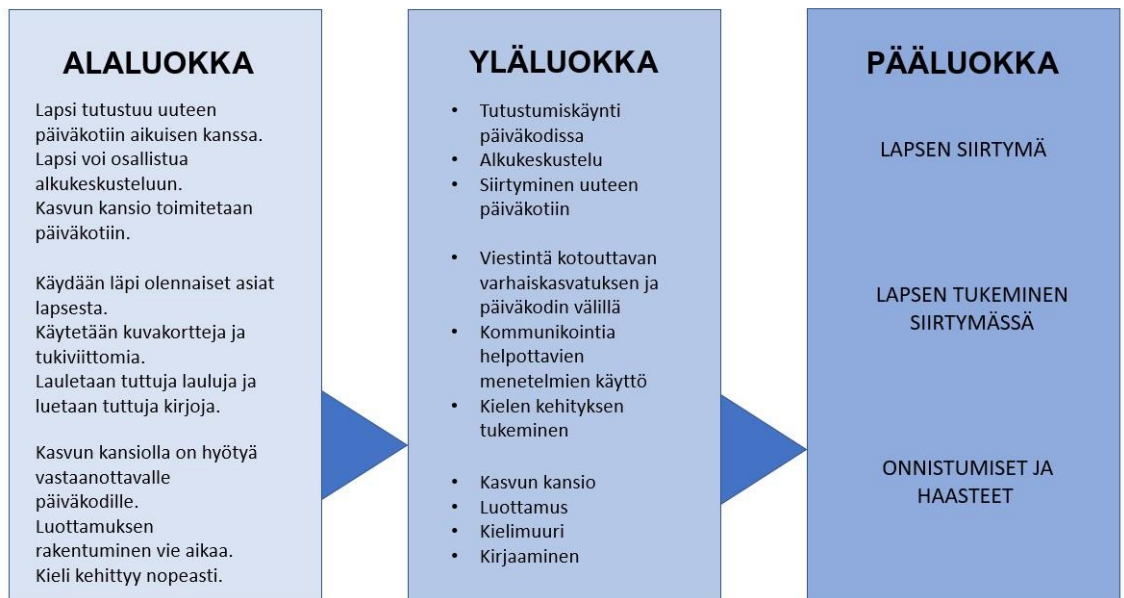 ALALUOKKA
Lapsi tutustuu uuteen
päiväkotiin aikuisen kanssa.
Lapsi voi osallistua
alkukeskusteluun.
Kasvun kansio toimitetaan
päiväkotiin.
Käydään läpi olennaiset asiat
lapsesta.
Käytetään kuvakortteja ja
tukiviittomia.
Lauletaan tuttuja lauluja ja
luetaan tuttuja kirjoja.
Kasvun kansiolla on hyötyä
vastaanottavalle
päiväkodille.
Luottamuksen
rakentuminen vie aikaa.
Kieli kehittyy nopeasti.
YLÄLUOKKA
• Tutustumiskäynti
päiväkodissa
• Alkukeskustelu
• Siirtyminen uuteen
päiväkotiin
• Viestintä kotouttavan
varhaiskasvatuksen ja
päiväkodin välillä
• Kommunikointia
helpottavien
menetelmien käyttö
• Kielen kehityksen
tukeminen
• Kasvun kansio
• Luottamus
• Kielimuuri
• Kirjaaminen
PÄÄLUOKKA
LAPSEN SIIRTYMÄ
LAPSEN TUKEMINEN
SIIRTYMÄSSÄ
ONNISTUMISET JA
HAASTEET